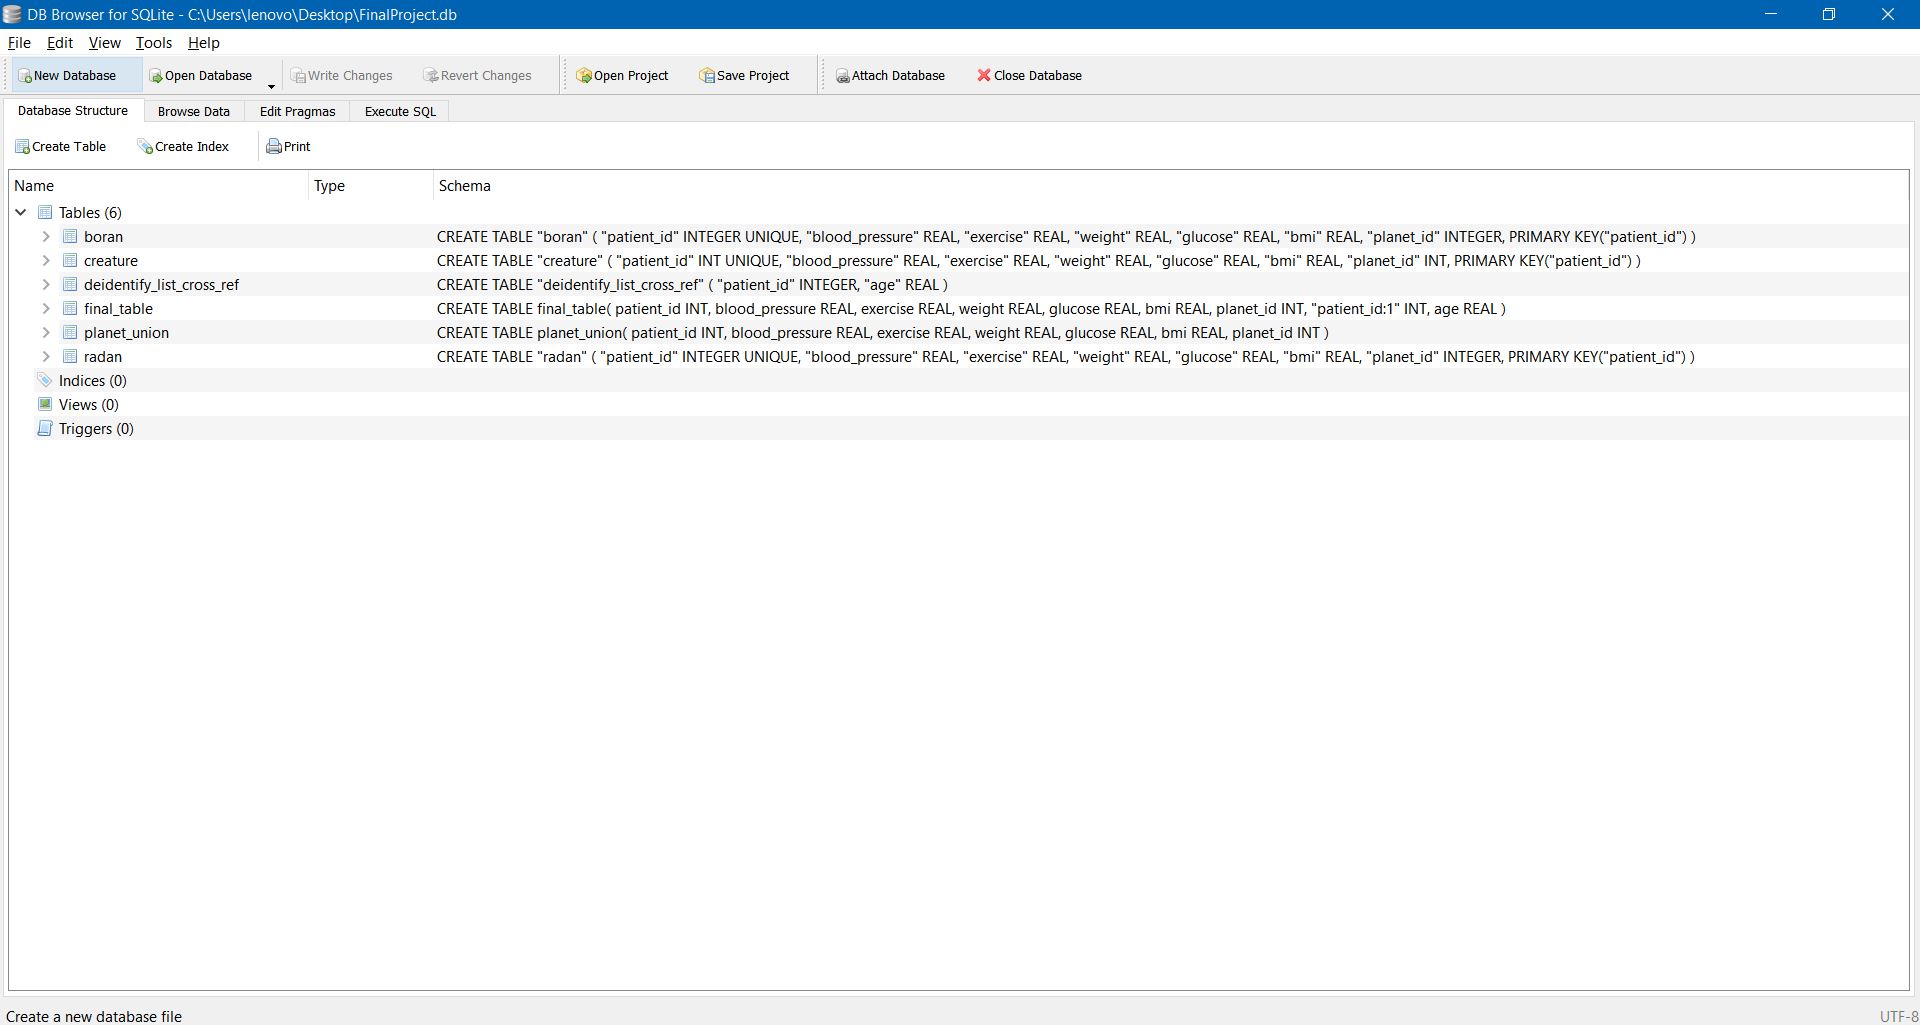 DB Browser for SQLite - C:\Users\lenovo\Desktop\FinalProject.db
File Edit View Tools Help
New Database Open Database Write Changes Revert Changes Open Project Save Project Attach Database Close Database
Database Structure Browse Data Edit Pragmas Execute SQL
Create Table Create Index Print
Name Type Schema
Tables (6)
boran CREATE TABLE "boran" ( "patient_id" INTEGER UNIQUE, "blood_pressure" REAL, "exercise" REAL, "weight" REAL, "glucose" REAL, "bmi" REAL, "planet_id" INTEGER, PRIMARY KEY("patient_id") )
creature CREATE TABLE "creature" ( "patient_id" INT UNIQUE, "blood_pressure" REAL, "exercise" REAL, "weight" REAL, "glucose" REAL, "bmi" REAL, "planet_id" INT, PRIMARY KEY("patient_id") )
deidentify_list_cross_ref CREATE TABLE "deidentify_list_cross_ref" ( "patient_id" INTEGER, "age" REAL )
final_table CREATE TABLE final_table( patient_id INT, blood_pressure REAL, exercise REAL, weight REAL, glucose REAL, bmi REAL, planet_id INT, "patient_id:1" INT, age REAL )
planet_union CREATE TABLE planet_union( patient_id INT, blood_pressure REAL, exercise REAL, weight REAL, glucose REAL, bmi REAL, planet_id INT )
radan CREATE TABLE "radan" ( "patient_id" INTEGER UNIQUE, "blood_pressure" REAL, "exercise" REAL, "weight" REAL, "glucose" REAL, "bmi" REAL, "planet_id" INTEGER, PRIMARY KEY("patient_id") )
Indices (0)
Views (0)
Triggers (0)
Create a new database file UTF-8